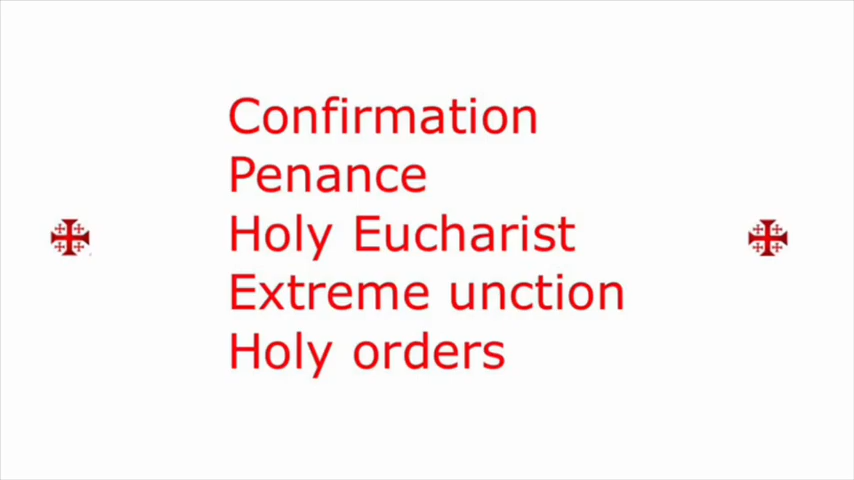 Confirmation
Penance
Holy Eucharist
Extreme unction
Holy orders